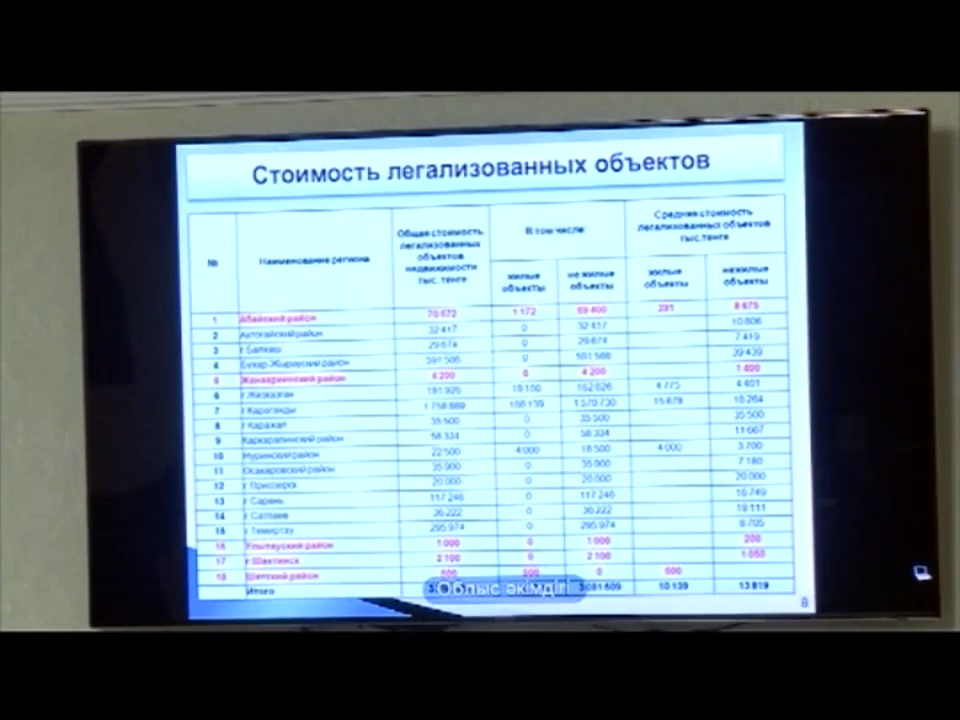 Стоимость легализованных объектов
№ Наименование региона Общая стоимость легализованных объектов недвижимости тыс. тенге В том числе: Средняя стоимость легализованных объектов тыс.тенге
жилые объекты не жилые объекты жилые объекты нежилые объекты
1 Абайский район 70 572 1 172 69 400 391 8 675
2 Актогайский район 32 417 0 32 417 10 806
3 г.Балхаш 29 674 0 29 674 7 419
4 Бухар-Жырауский район 591 586 0 591 586 39 439
5 Жанааркинский район 4 200 0 4 200 1 400
6 г.Жезказган 181 926 19 100 162 826 4 775 4 401
7 г.Караганды 1 758 869 188 139 1 570 730 15 678 18 264
8 г.Каражал 35 500 0 35 500 35 500
9 Каркаралинский район 58 334 0 58 334 11 667
10 Нуринский район 22 500 4 000 18 500 4 000 3 700
11 Осакаровский район 35 900 0 35 900 7 180
12 г.Приозерск 20 000 0 20 000 20 000
13 г.Сарань 117 246 0 117 246 16 749
14 г.Сатпаев 36 222 0 36 222 18 111
15 г.Темиртау 295 974 0 295 974 8 705
16 Улытауский район 1 000 0 1 000 200
17 г.Шахтинск 2 100 0 2 100 1 050
18 Шетский район 500 0 600
Итого 3 081 609 10 139 13 819
Облыс әкімдігі
8